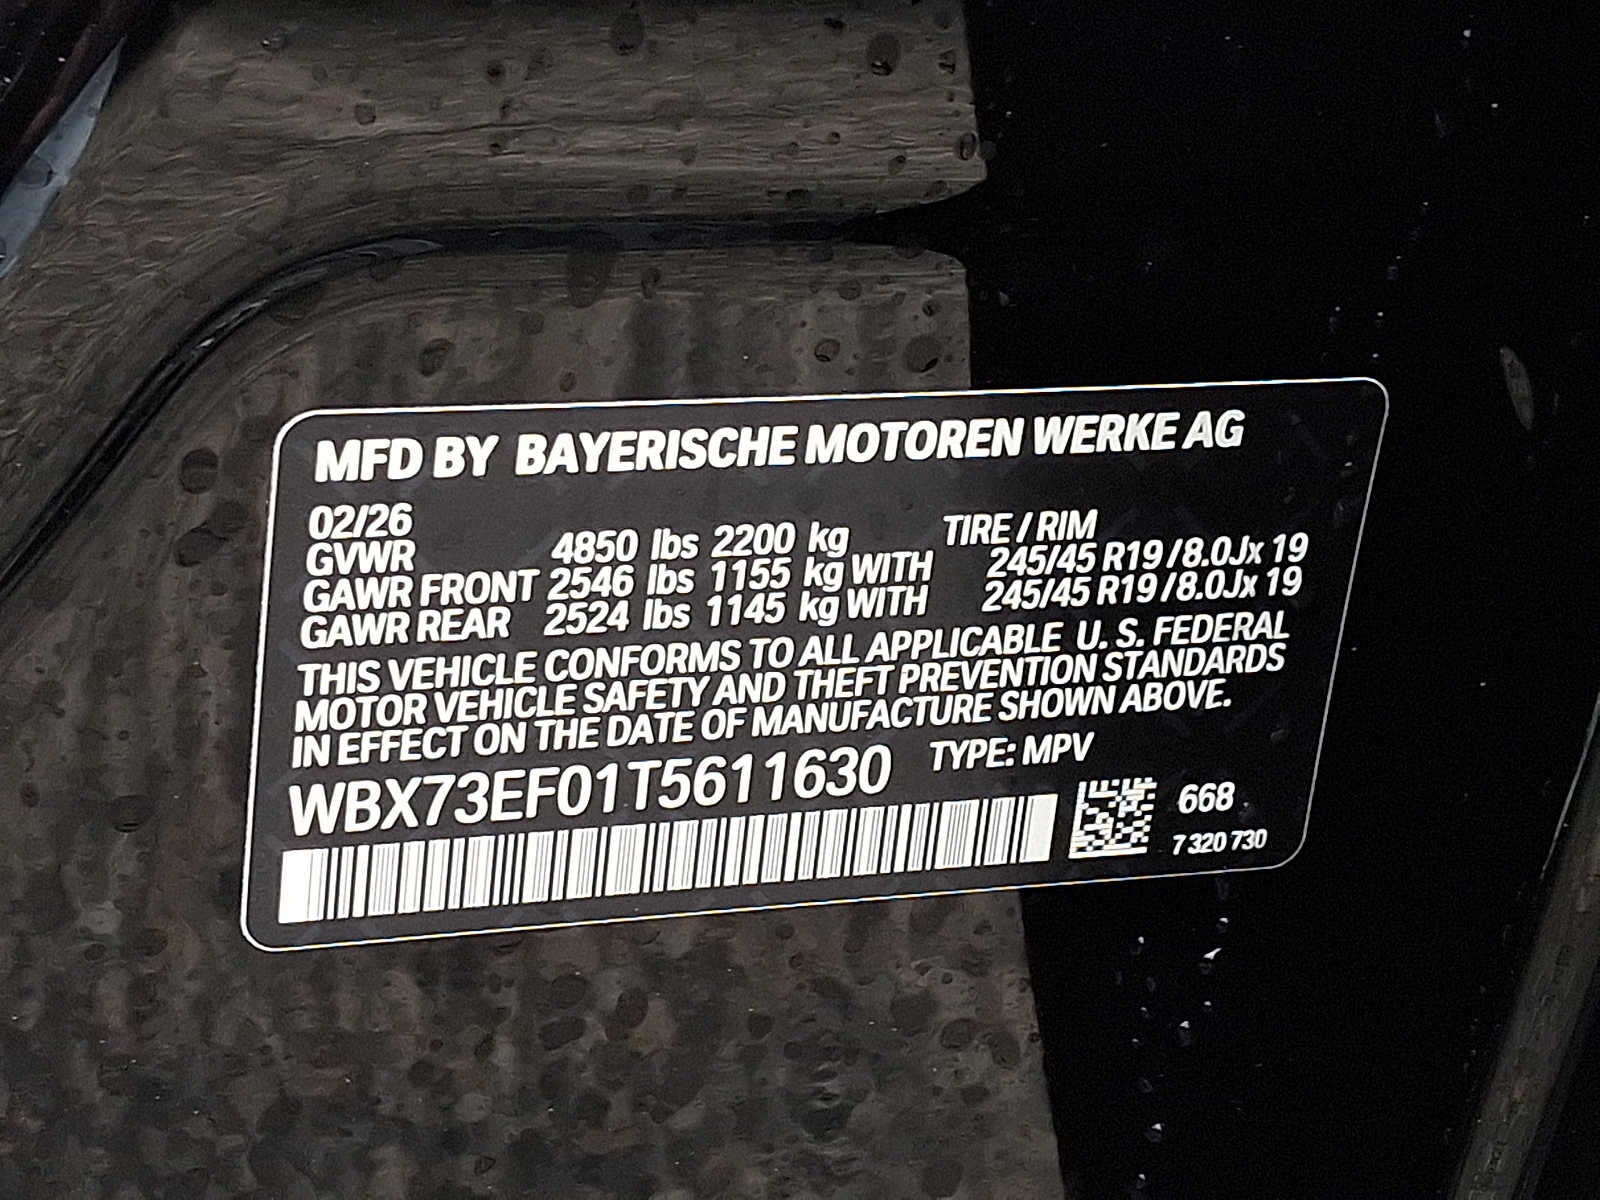 MFD BY BAYERISCHE MOTOREN WERKE AG
02/26
GVWR 4850 lbs 2200 kg TIRE / RIM
GAWR FRONT 2546 lbs 1155 kg WITH 245/45 R19 / 8.0Jx 19
GAWR REAR 2524 lbs 1145 kg WITH 245/45 R19 / 8.0Jx 19
THIS VEHICLE CONFORMS TO ALL APPLICABLE U. S. FEDERAL
MOTOR VEHICLE SAFETY AND THEFT PREVENTION STANDARDS
IN EFFECT ON THE DATE OF MANUFACTURE SHOWN ABOVE.
WBX73EF01T5611630 TYPE: MPV
668
7 320 730